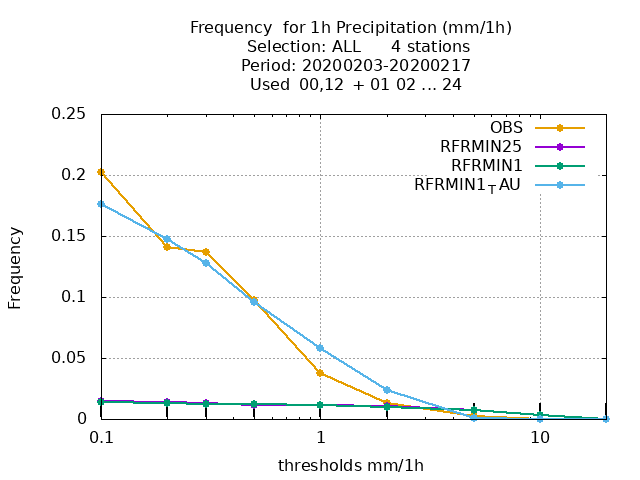 Frequency  for 1h Precipitation (mm/1h)
Selection: ALL      4 stations
Period: 20200203-20200217
Used  00,12  + 01 02 ... 24
0.25
0.2
0.15
0.1
0.05
0
Frequency
OBS
RFRMIN25
RFRMIN1
RFRMIN1TAU
0.1
1
10
thresholds mm/1h